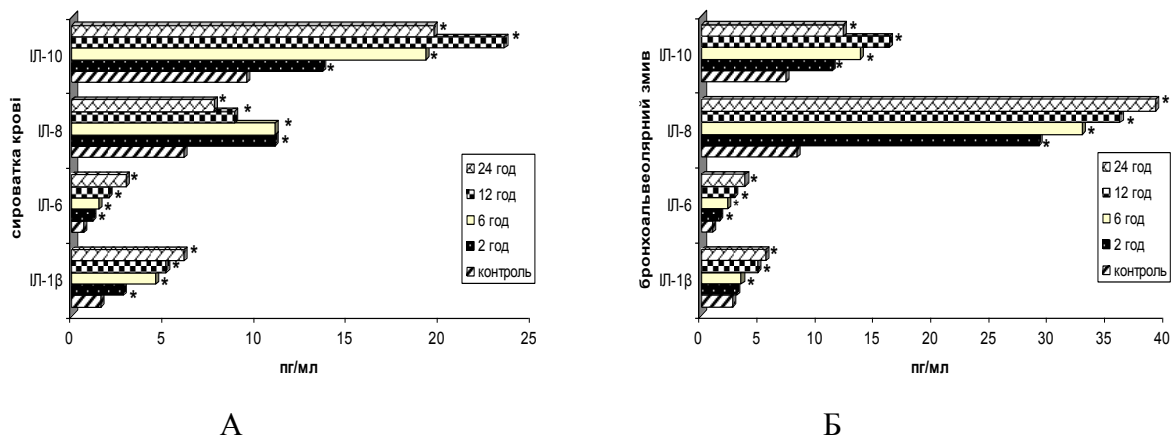 сироватка крові
ІЛ-10
ІЛ-8
ІЛ-6
ІЛ-1β
* * * *
* * * *
* * * *
* * * *
24 год
12 год
6 год
2 год
контроль
0 5 10 15 20 25
пг/мл
А
бронхоальвеолярний змив
ІЛ-10
ІЛ-8
ІЛ-6
ІЛ-1β
* * * *
* * * *
* * * *
* * *
24 год
12 год
6 год
2 год
контроль
0 5 10 15 20 25 30 35 40
пг/мл
Б